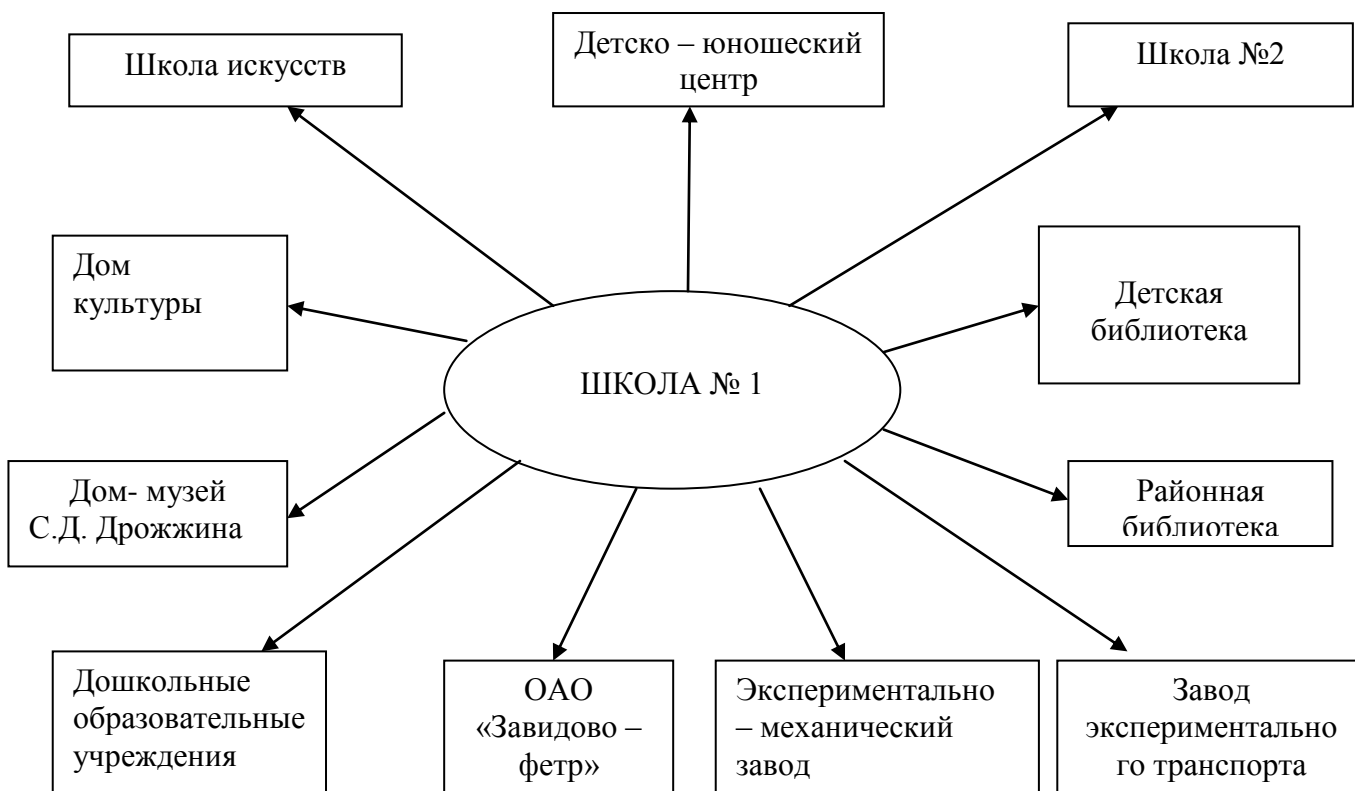 Школа искусств
Детско – юношеский
центр
Школа №2
Дом
культуры
Детская
библиотека
ШКОЛА № 1
Дом- музей
С.Д. Дрожжина
Районная
библиотека
Дошкольные
образовательные
учреждения
ОАО
«Завидово –
фетр»
Экспериментально
– механический
завод
Завод
экспериментально
го транспорта